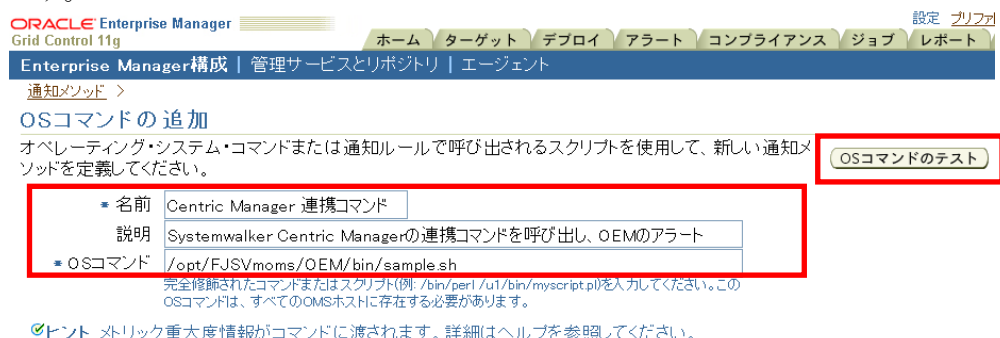 ORACLE Enterprise Manager
Grid Control 11g
設定 プリファ
ホーム ターゲット デプロイ アラート コンプライアンス ジョブ レポート
Enterprise Manager構成 | 管理サービスとリポジトリ | エージェント
通知メソッド >
OSコマンドの追加
オペレーティング・システム・コマンドまたは通知ルールで呼び出されるスクリプトを使用して、新しい通知メ
ソッドを定義してください。
OSコマンドのテスト
* 名前 Centric Manager 連携コマンド
説明 Systemwalker Centric Managerの連携コマンドを呼び出し、OEMのアラート
* OSコマンド /opt/FJSVmoms/OEM/bin/sample.sh
完全修飾されたコマンドまたはスクリプト(例: /bin/perl /u1/bin/myscript.pl)を入力してください。この
OSコマンドは、すべてのOMSホストに存在する必要があります。
ヒント メトリック重大度情報がコマンドに渡されます。詳細はヘルプを参照してください。